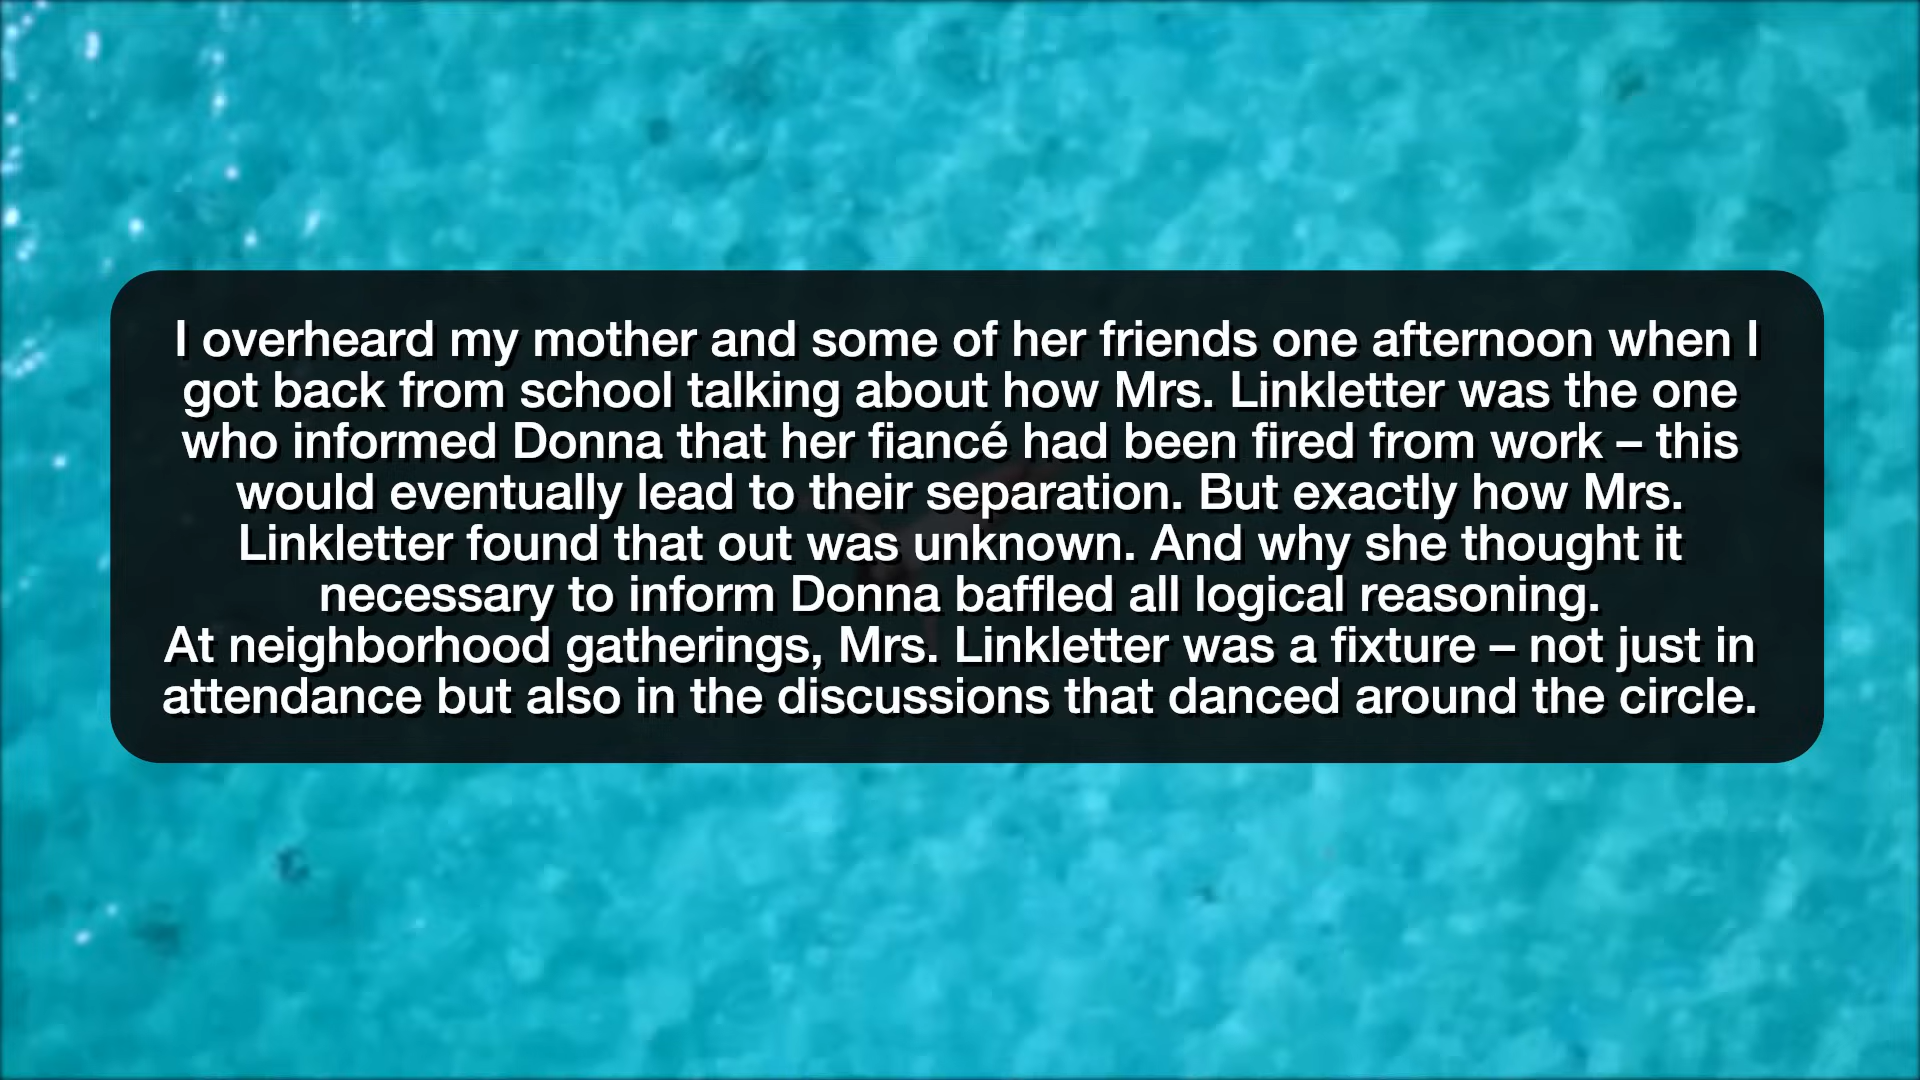 I overheard my mother and some of her friends one afternoon when I
got back from school talking about how Mrs. Linkletter was the one
who informed Donna that her fiancé had been fired from work – this
would eventually lead to their separation. But exactly how Mrs.
Linkletter found that out was unknown. And why she thought it
necessary to inform Donna baffled all logical reasoning.
At neighborhood gatherings, Mrs. Linkletter was a fixture – not just in
attendance but also in the discussions that danced around the circle.